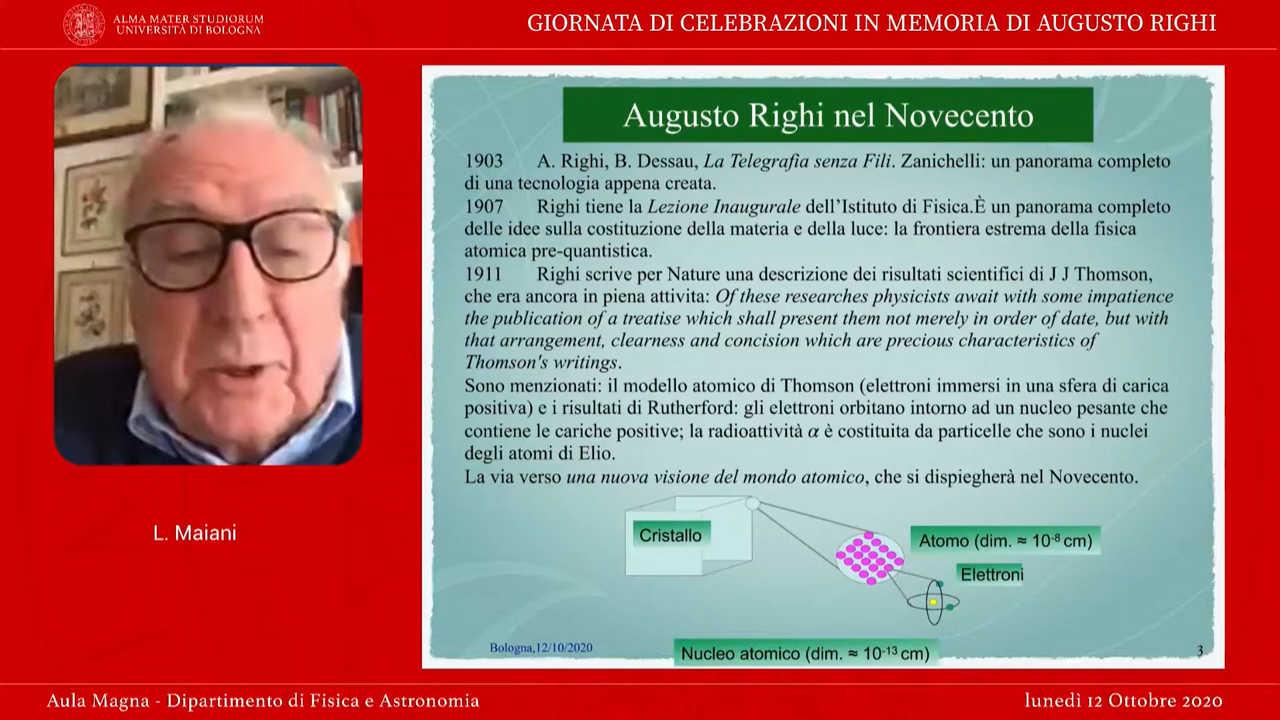 ALMA MATER STUDIORUM
UNIVERSITÀ DI BOLOGNA
GIORNATA DI CELEBRAZIONI IN MEMORIA DI AUGUSTO RIGHI
Augusto Righi nel Novecento
1903 A. Righi, B. Dessau, La Telegrafia senza Fili. Zanichelli: un panorama completo
di una tecnologia appena creata.
1907 Righi tiene la Lezione Inaugurale dell'Istituto di Fisica.È un panorama completo
delle idee sulla costituzione della materia e della luce: la frontiera estrema della fisica
atomica pre-quantistica.
1911 Righi scrive per Nature una descrizione dei risultati scientifici di J J Thomson,
che era ancora in piena attivita: Of these researches physicists await with some impatience
the publication of a treatise which shall present them not merely in order of date, but with
that arrangement, clearness and concision which are precious characteristics of
Thomson's writings.
Sono menzionati: il modello atomico di Thomson (elettroni immersi in una sfera di carica
positiva) e i risultati di Rutherford: gli elettroni orbitano intorno ad un nucleo pesante che
contiene le cariche positive; la radioattività α è costituita da particelle che sono i nuclei
degli atomi di Elio.
La via verso una nuova visione del mondo atomico, che si dispiegherà nel Novecento.
Cristallo
Atomo (dim. ≈ 10⁻⁸ cm)
Elettroni
Nucleo atomico (dim. ≈ 10⁻¹³ cm)
Bologna,12/10/2020
3
L. Maiani
Aula Magna - Dipartimento di Fisica e Astronomia
lunedì 12 Ottobre 2020